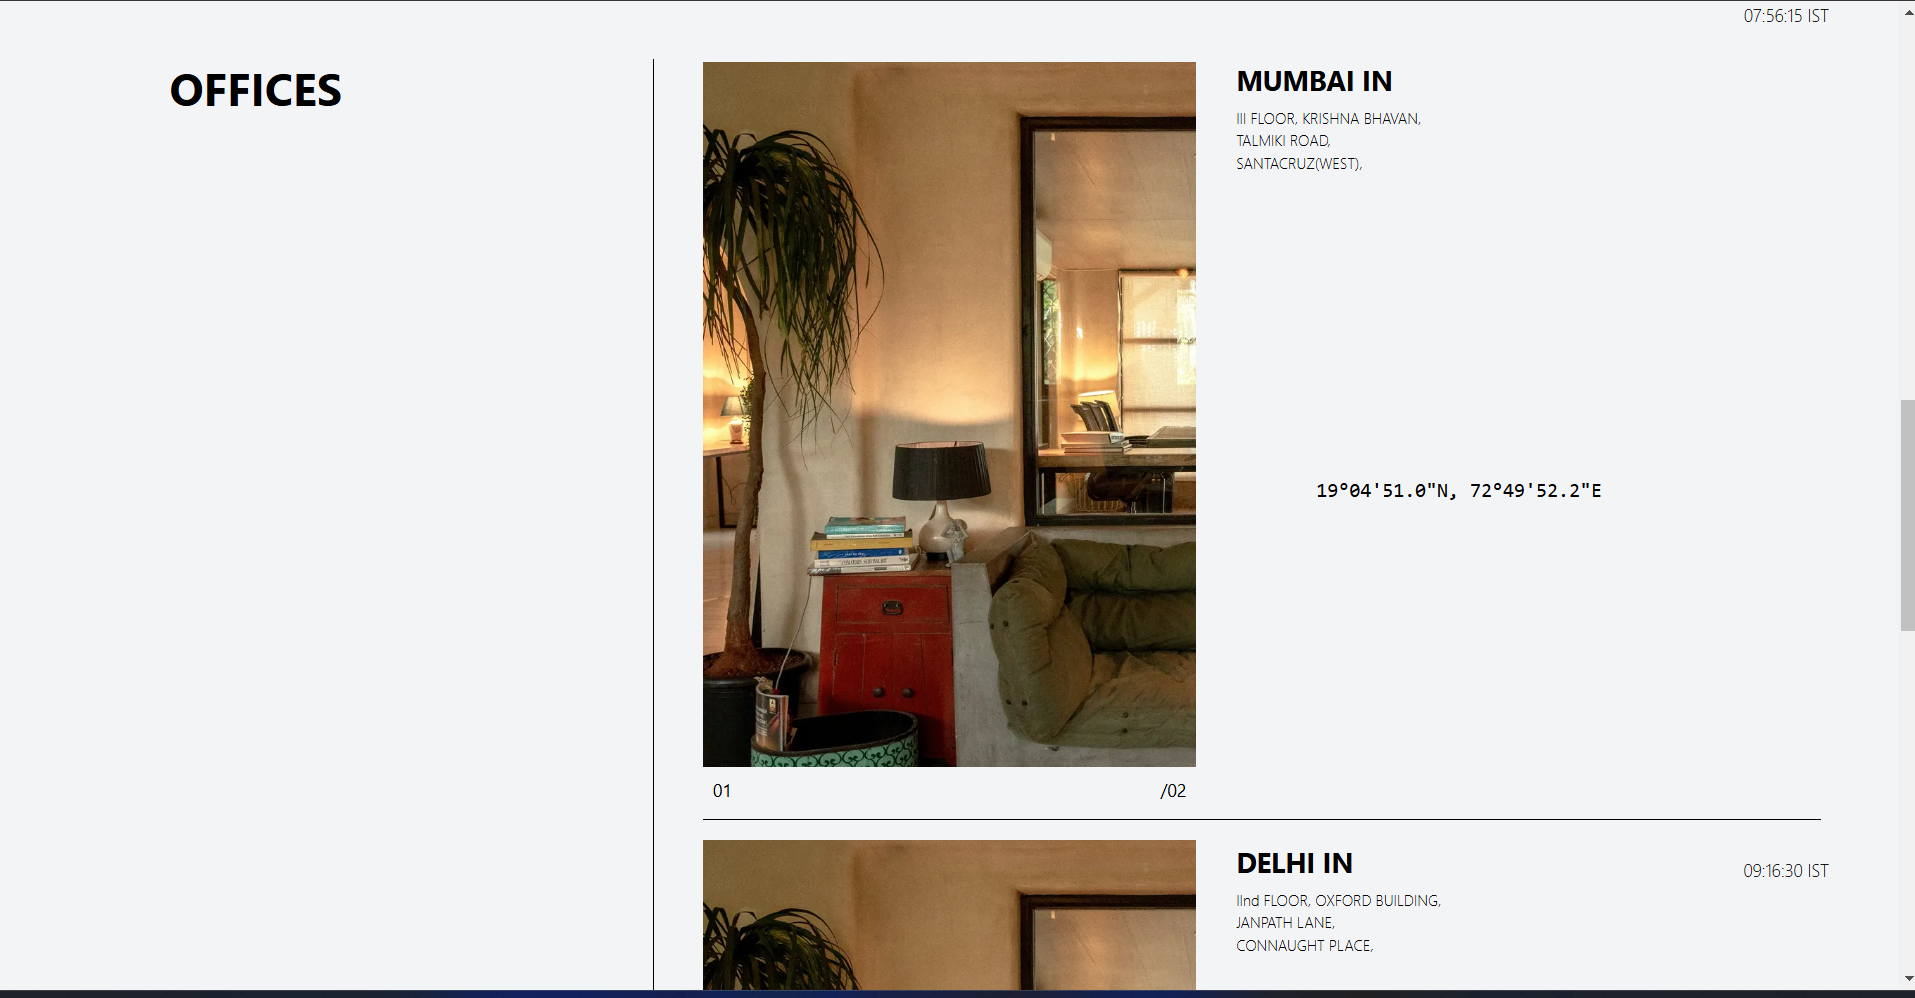 07:56:15 IST
OFFICES
MUMBAI IN
III FLOOR, KRISHNA BHAVAN,
TALMIKI ROAD,
SANTACRUZ(WEST),
19°04'51.0"N, 72°49'52.2"E
01
/02
DELHI IN
09:16:30 IST
IInd FLOOR, OXFORD BUILDING,
JANPATH LANE,
CONNAUGHT PLACE,